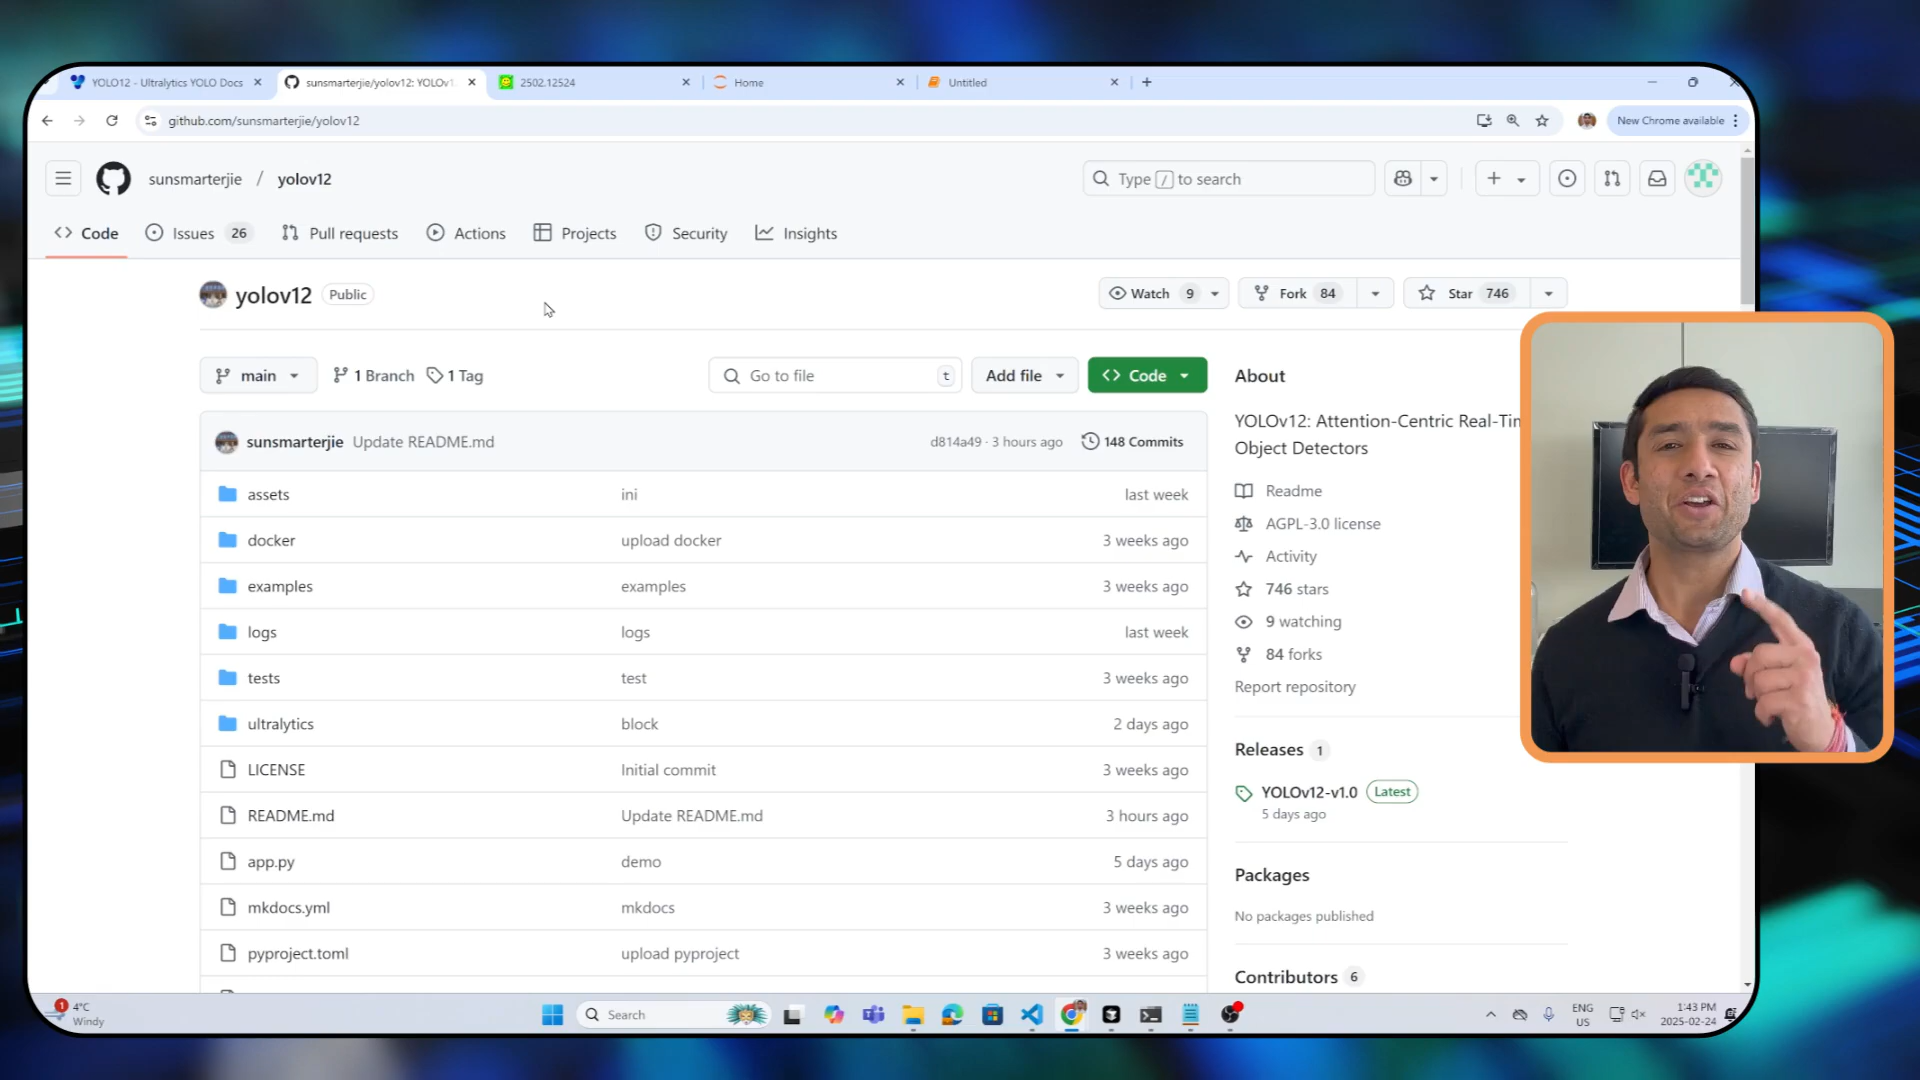 YOLO12 - Ultralytics YOLO Docs
sunsmarterjie/yolov12: YOLOv1
2502.12524
Home
Untitled
github.com/sunsmarterjie/yolov12
New Chrome available
sunsmarterjie / yolov12
Type / to search
Code
Issues 26
Pull requests
Actions
Projects
Security
Insights
yolov12 Public
Watch 9
Fork 84
Star 746
main
1 Branch
1 Tag
Go to file t
Add file
Code
sunsmarterjie Update README.md d814a49 · 3 hours ago 148 Commits
assets ini last week
docker upload docker 3 weeks ago
examples examples 3 weeks ago
logs logs last week
tests test 3 weeks ago
ultralytics block 2 days ago
LICENSE Initial commit 3 weeks ago
README.md Update README.md 3 hours ago
app.py demo 5 days ago
mkdocs.yml mkdocs 3 weeks ago
pyproject.toml upload pyproject 3 weeks ago
About
YOLOv12: Attention-Centric Real-Tim
Object Detectors
Readme
AGPL-3.0 license
Activity
746 stars
9 watching
84 forks
Report repository
Releases 1
YOLOv12-v1.0 Latest
5 days ago
Packages
No packages published
Contributors 6
1
4°C
Windy
Search
ENG
US
1:43 PM
2025-02-24